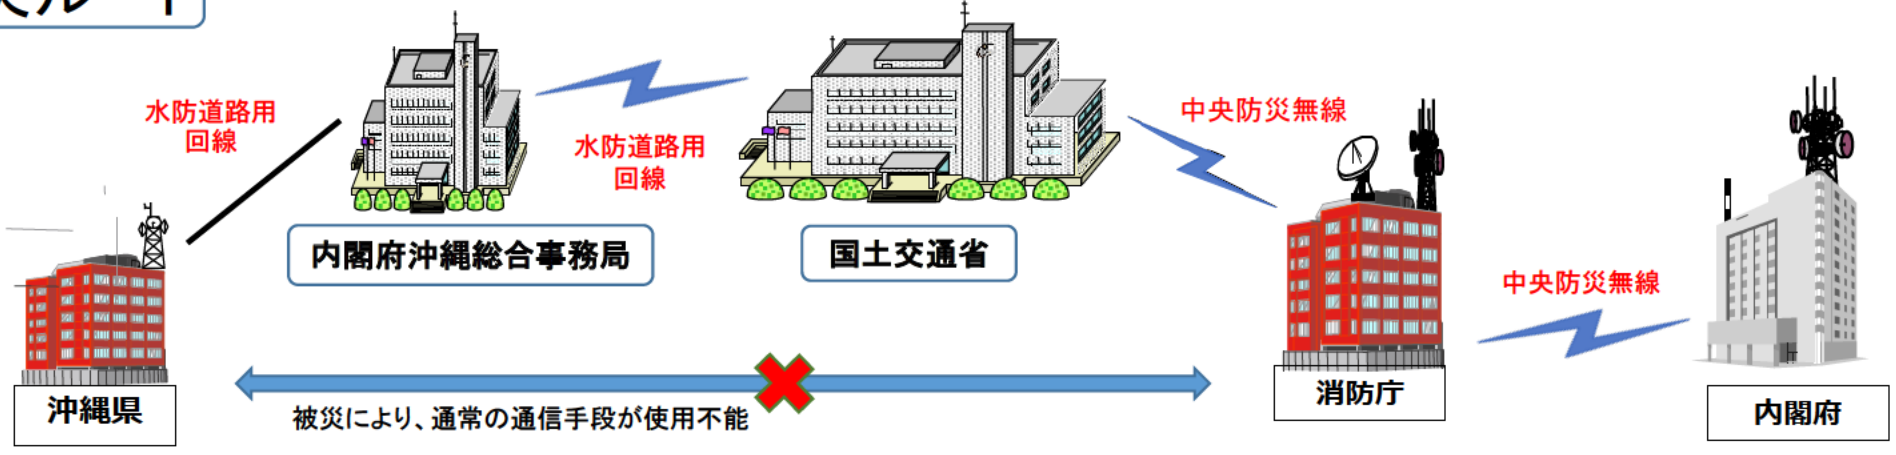 ルート
水防道路用
回線
水防道路用
回線
中央防災無線
中央防災無線
内閣府沖縄総合事務局
国土交通省
被災により、通常の通信手段が使用不能
沖縄県
消防庁
内閣府